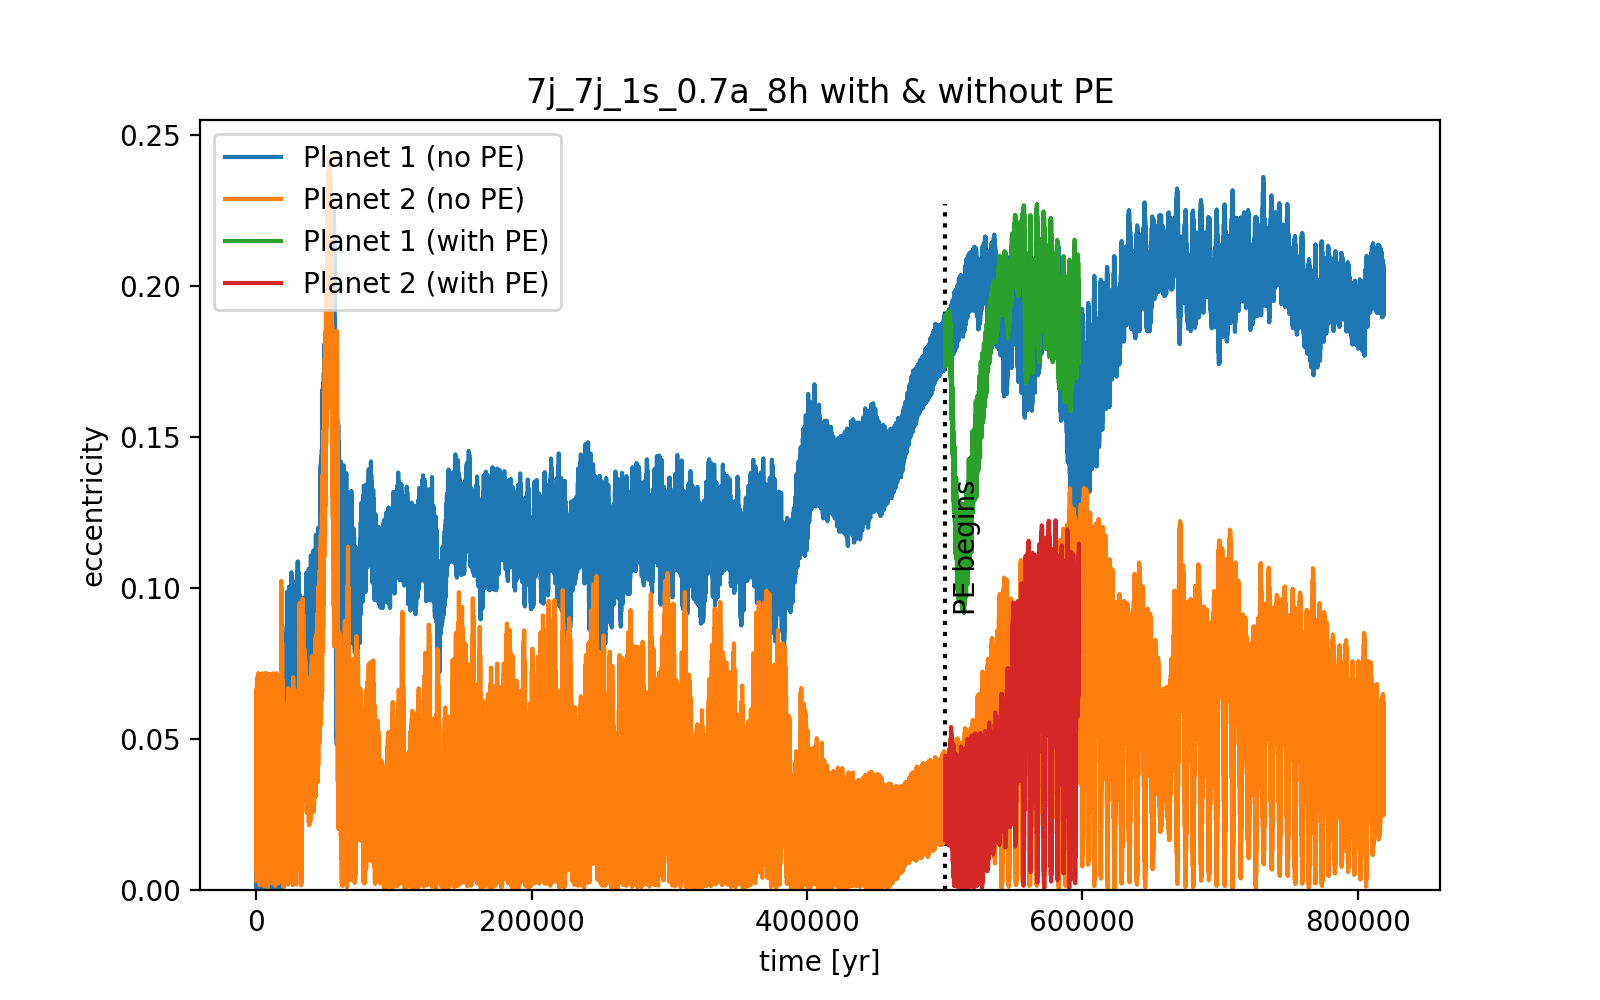 7j_7j_1s_0.7a_8h with & without PE
Planet 1 (no PE)
Planet 2 (no PE)
Planet 1 (with PE)
Planet 2 (with PE)
eccentricity
0.25
0.20
0.15
0.10
0.05
0.00
PE begins
0
200000
400000
600000
800000
time [yr]